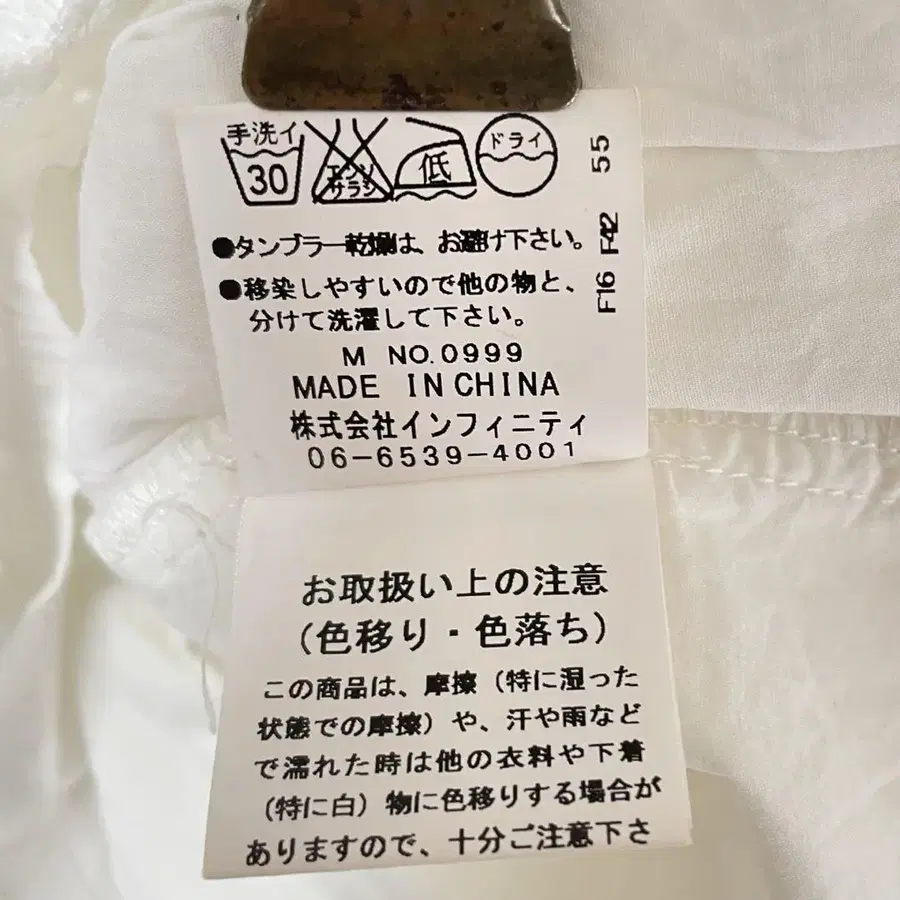 手洗イ
30
エンソ
サラシ
低
ドライ
55
F16 F42
●タンブラー乾燥は、お避け下さい。
●移染しやすいので他の物と、
分けて洗濯して下さい。
M NO.0999
MADE IN CHINA
株式会社インフィニティ
06-6539-4001
お取扱い上の注意
(色移り・色落ち)
この商品は、摩擦(特に湿った
状態での摩擦)や、汗や雨など
で濡れた時は他の衣料や下着
(特に白)物に色移りする場合が
ありますので、十分ご注意下さ